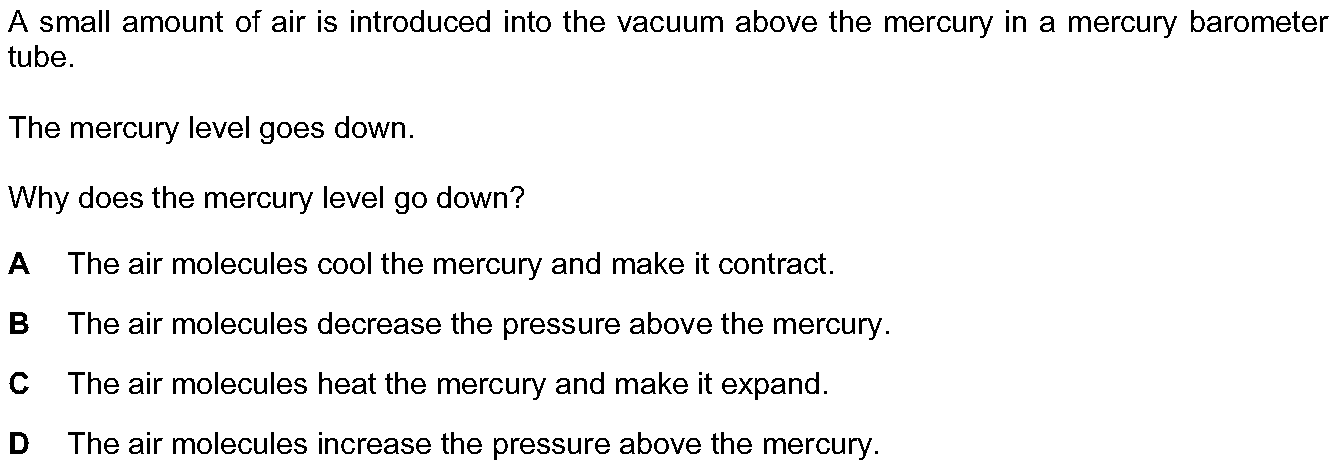 A small amount of air is introduced into the vacuum above the mercury in a mercury barometer
tube.
The mercury level goes down.
Why does the mercury level go down?
A The air molecules cool the mercury and make it contract.
B The air molecules decrease the pressure above the mercury.
C The air molecules heat the mercury and make it expand.
D The air molecules increase the pressure above the mercury.